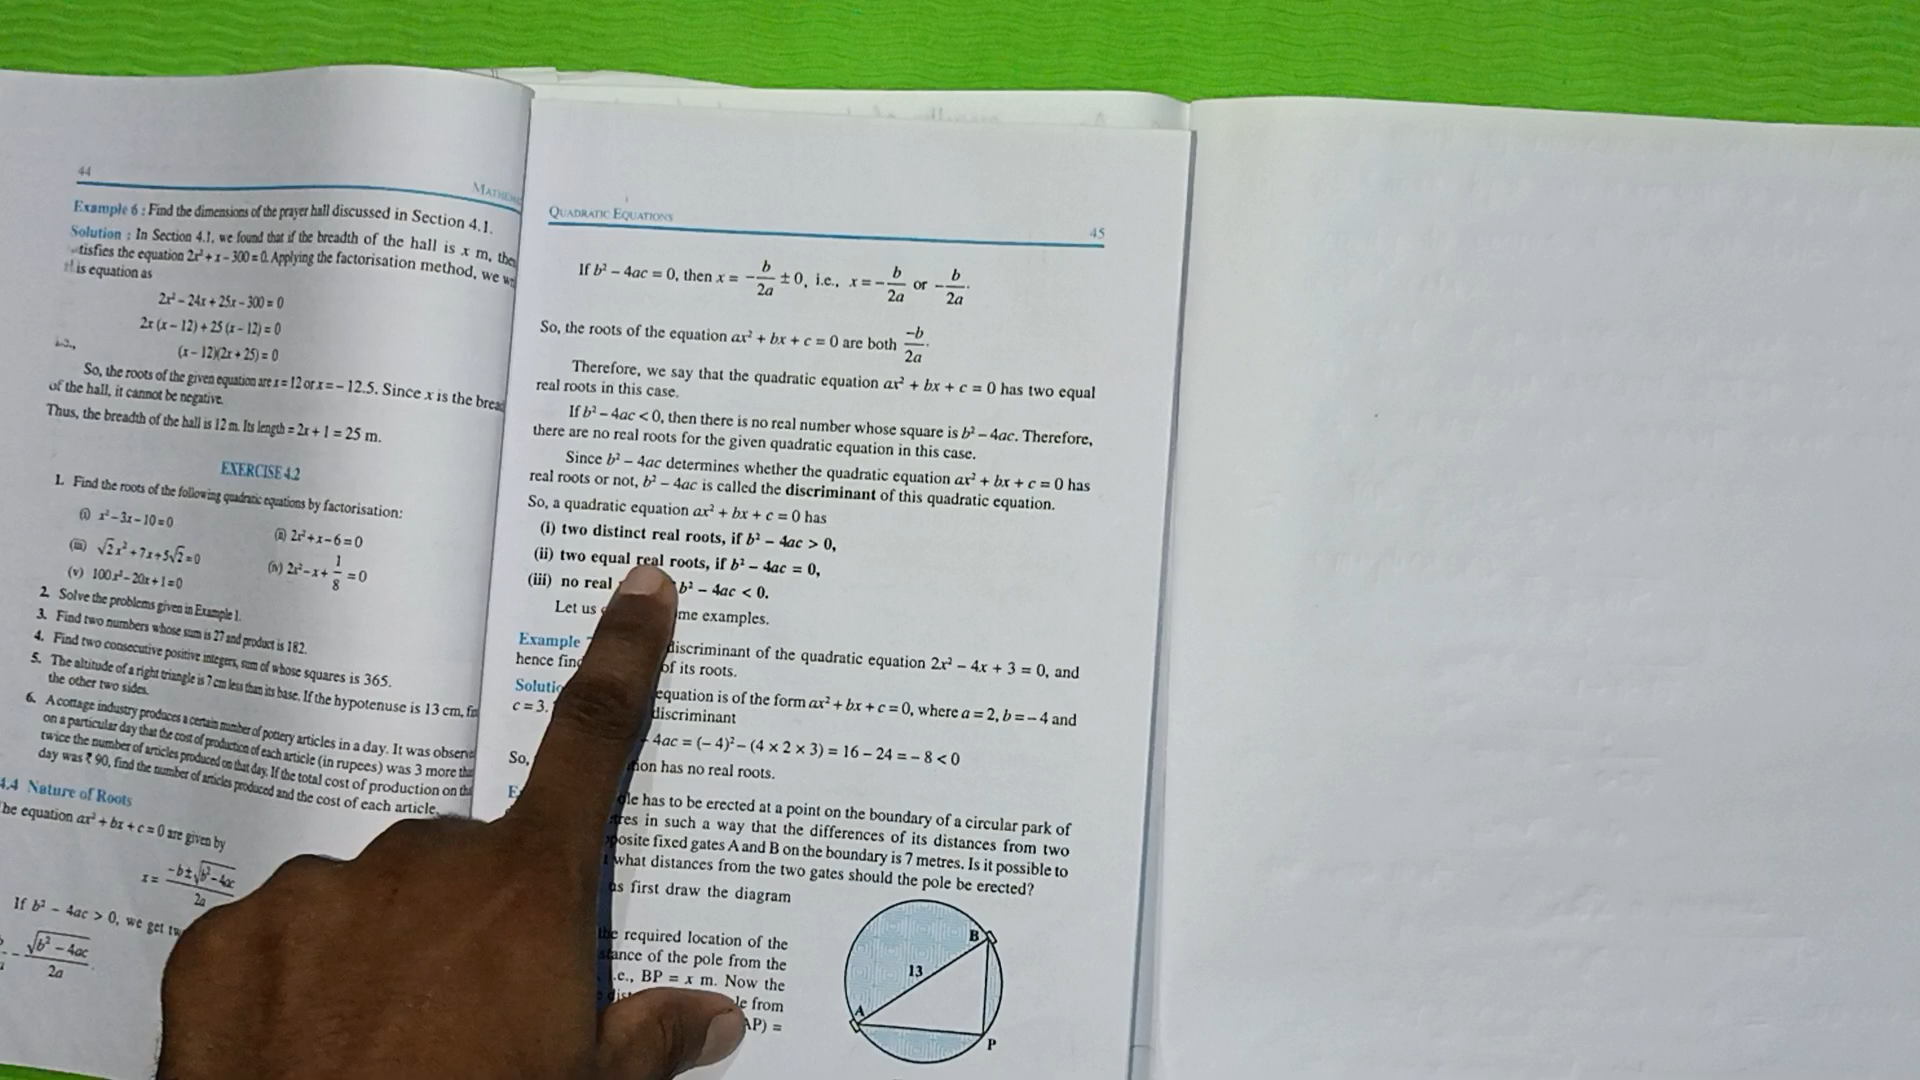 44
Example 6 : Find the dimensions of the prayer hall discussed in Section 4.1.
Solution : In Section 4.1, we found that if the breadth of the hall is x m, the
tisfies the equation 2x² + x – 300 = 0. Applying the factorisation method, we
is equation as
2x² – 24x + 25x – 300 = 0
2x (x – 12) + 25 (x – 12) = 0
(x – 12)(2x + 25) = 0
So, the roots of the given equation are x = 12 or x = – 12.5. Since x is the
of the hall, it cannot be negative.
Thus, the breadth of the hall is 12 m. Its length = 2x + 1 = 25 m.
EXERCISE 4.2
1. Find the roots of the following quadratic equations by factorisation:
(i) x² – 3x – 10 = 0 (ii) 2x² + x – 6 = 0
(iii) √2 x² + 7x + 5√2 = 0 (iv) 2x² – x + 1/8 = 0
(v) 100 x² – 20x + 1 = 0
2. Solve the problems given in Example 1.
3. Find two numbers whose sum is 27 and product is 182.
4. Find two consecutive positive integers, sum of whose squares is 365.
5. The altitude of a right triangle is 7 cm less than its base. If the hypotenuse is 13 cm,
the other two sides.
6. A cottage industry produces a certain number of pottery articles in a day. It was
on a particular day that the cost of production of each article (in rupees) was 3 more
twice the number of articles produced on that day. If the total cost of production on
day was ₹ 90, find the number of articles produced and the cost of each article.
4.4 Nature of Roots
he equation ax² + bx + c = 0 are given by
x = (–b ± √(b² – 4ac))/2a
If b² – 4ac > 0, we get
– √(b² – 4ac)/2a.
QUADRATIC EQUATIONS 45
If b² – 4ac = 0, then x = –b/2a ± 0, i.e., x = –b/2a or –b/2a.
So, the roots of the equation ax² + bx + c = 0 are both –b/2a.
Therefore, we say that the quadratic equation ax² + bx + c = 0 has two equal
real roots in this case.
If b² – 4ac < 0, then there is no real number whose square is b² – 4ac. Therefore,
there are no real roots for the given quadratic equation in this case.
Since b² – 4ac determines whether the quadratic equation ax² + bx + c = 0 has
real roots or not, b² – 4ac is called the discriminant of this quadratic equation.
So, a quadratic equation ax² + bx + c = 0 has
(i) two distinct real roots, if b² – 4ac > 0,
(ii) two equal real roots, if b² – 4ac = 0,
(iii) no real b² – 4ac < 0.
Let us me examples.
Example discriminant of the quadratic equation 2x² – 4x + 3 = 0, and
hence find of its roots.
equation is of the form ax² + bx + c = 0, where a = 2, b = – 4 and
c = 3. discriminant
4ac = (– 4)² – (4 × 2 × 3) = 16 – 24 = – 8 < 0
So, has no real roots.
has to be erected at a point on the boundary of a circular park of
in such a way that the differences of its distances from two
fixed gates A and B on the boundary is 7 metres. Is it possible to
what distances from the two gates should the pole be erected?
first draw the diagram
the required location of the
of the pole from the
BP = x m. Now the
from
AP) =
B
13
A
P